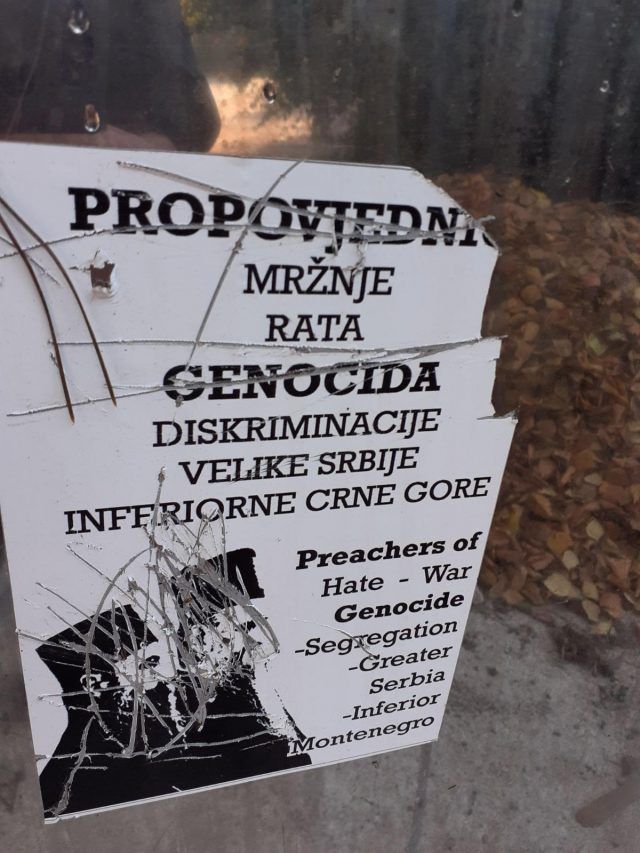 PROPOVJEDNI
MRŽNJE
RATA
GENOCIDA
DISKRIMINACIJE
VELIKE SRBIJE
INFERIORNE CRNE GORE
Preachers of
Hate - War
Genocide
-Segregation
-Greater
Serbia
-Inferior
Montenegro